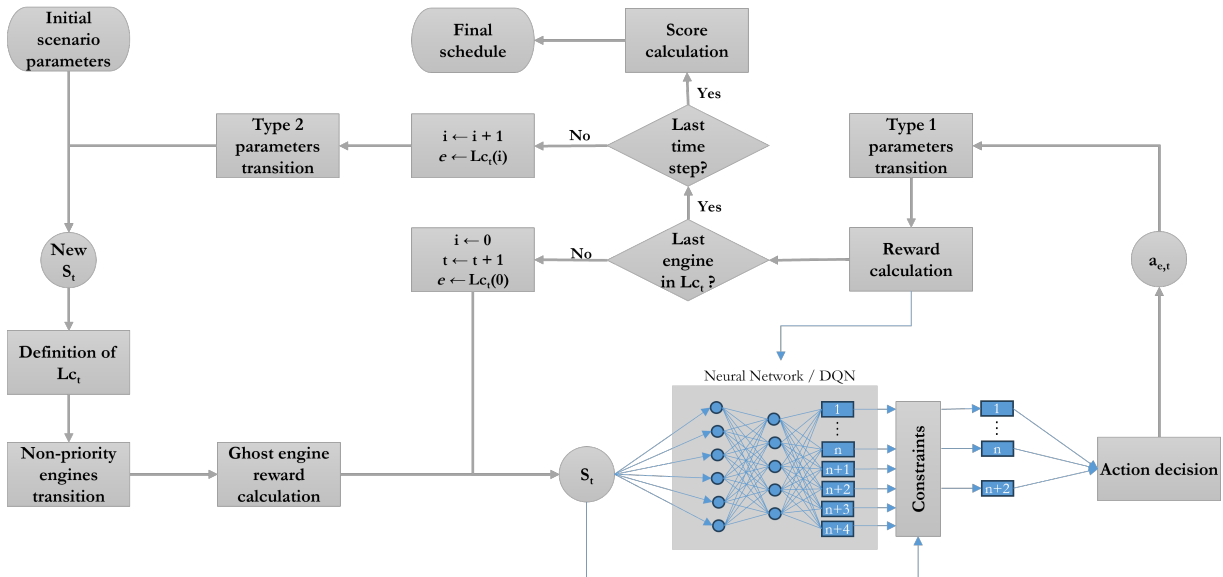 Initial
scenario
parameters
Final
schedule
Score
calculation
Yes
Type 2
parameters
transition
i ← i + 1
e ← Lcₜ(i)
No
Last
time
step?
Type 1
parameters
transition
Yes
New
Sₜ
i ← 0
t ← t + 1
e ← Lcₜ(0)
No
Last
engine
in Lcₜ ?
Reward
calculation
aₑ,ₜ
Definition of
Lcₜ
Neural Network / DQN
Non-priority
engines
transition
Ghost engine
reward
calculation
Sₜ
1
⋮
n
n+1
n+2
n+3
n+4
Constraints
1
⋮
n
n+2
Action decision